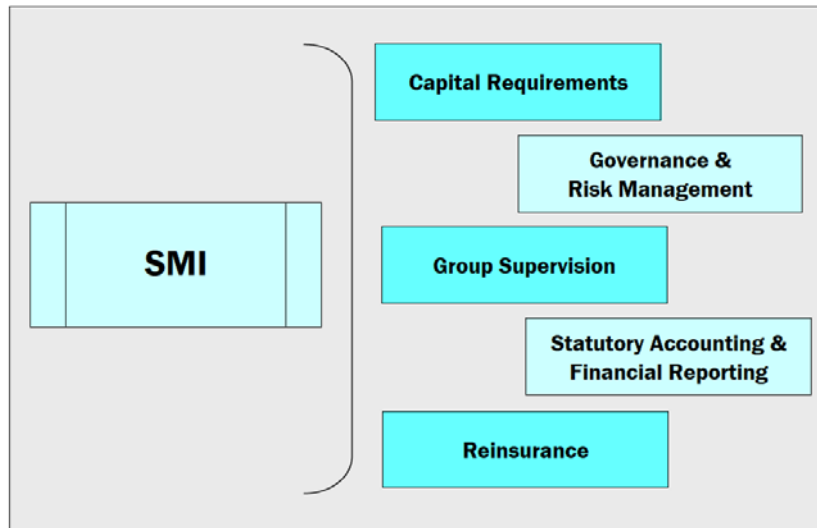 Capital Requirements
Governance &
Risk Management
SMI
Group Supervision
Statutory Accounting &
Financial Reporting
Reinsurance